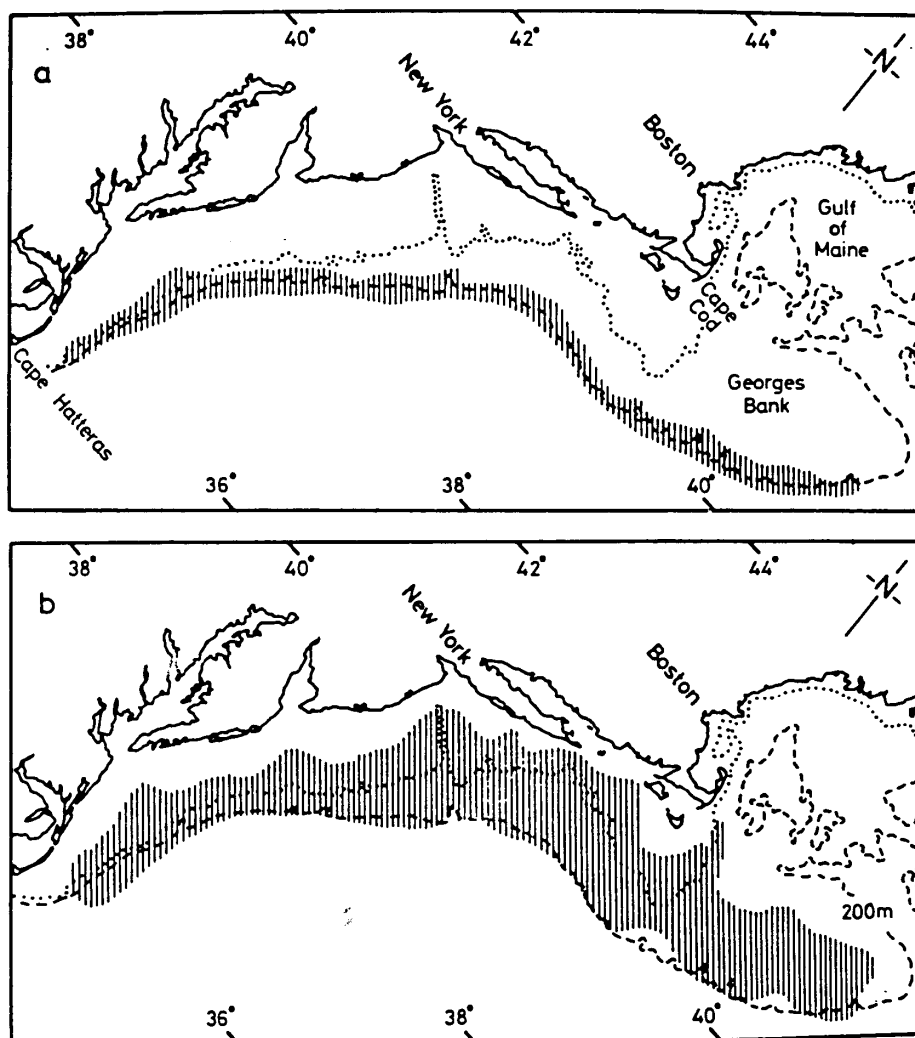 38° 40° 42° 44°
a
New York
Boston
N
Gulf
of
Maine
Cape
Cod
Georges
Bank
Cape Hatteras
36° 38° 40°
38° 40° 42° 44°
b
New York
Boston
N
200m
36° 38° 40°